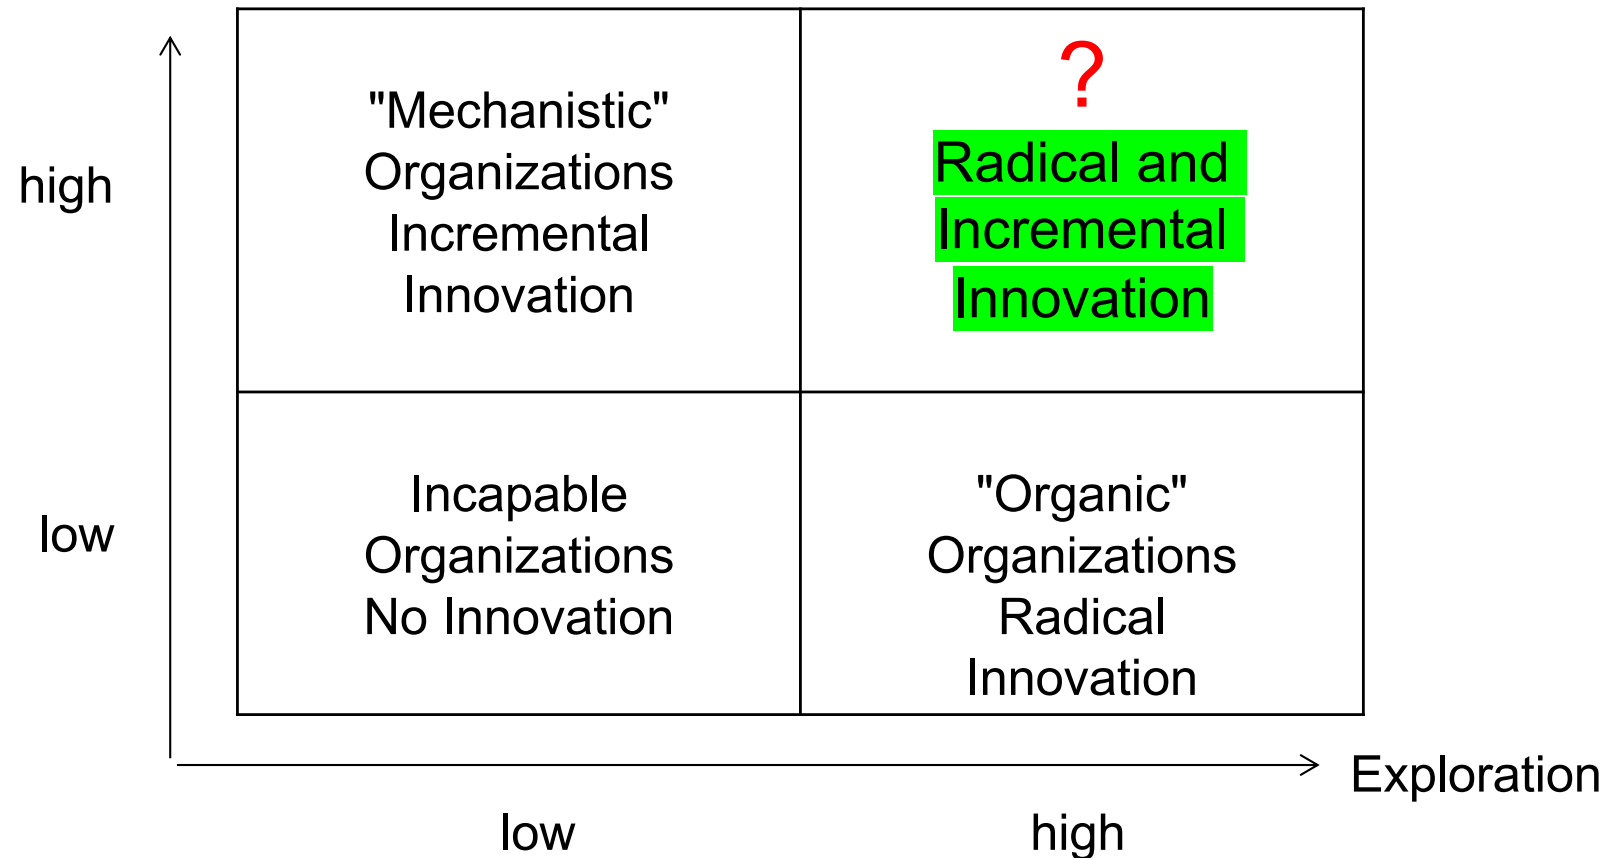 high
"Mechanistic"
Organizations
Incremental
Innovation
?
Radical and
Incremental
Innovation
low
Incapable
Organizations
No Innovation
"Organic"
Organizations
Radical
Innovation
Exploration
low
high